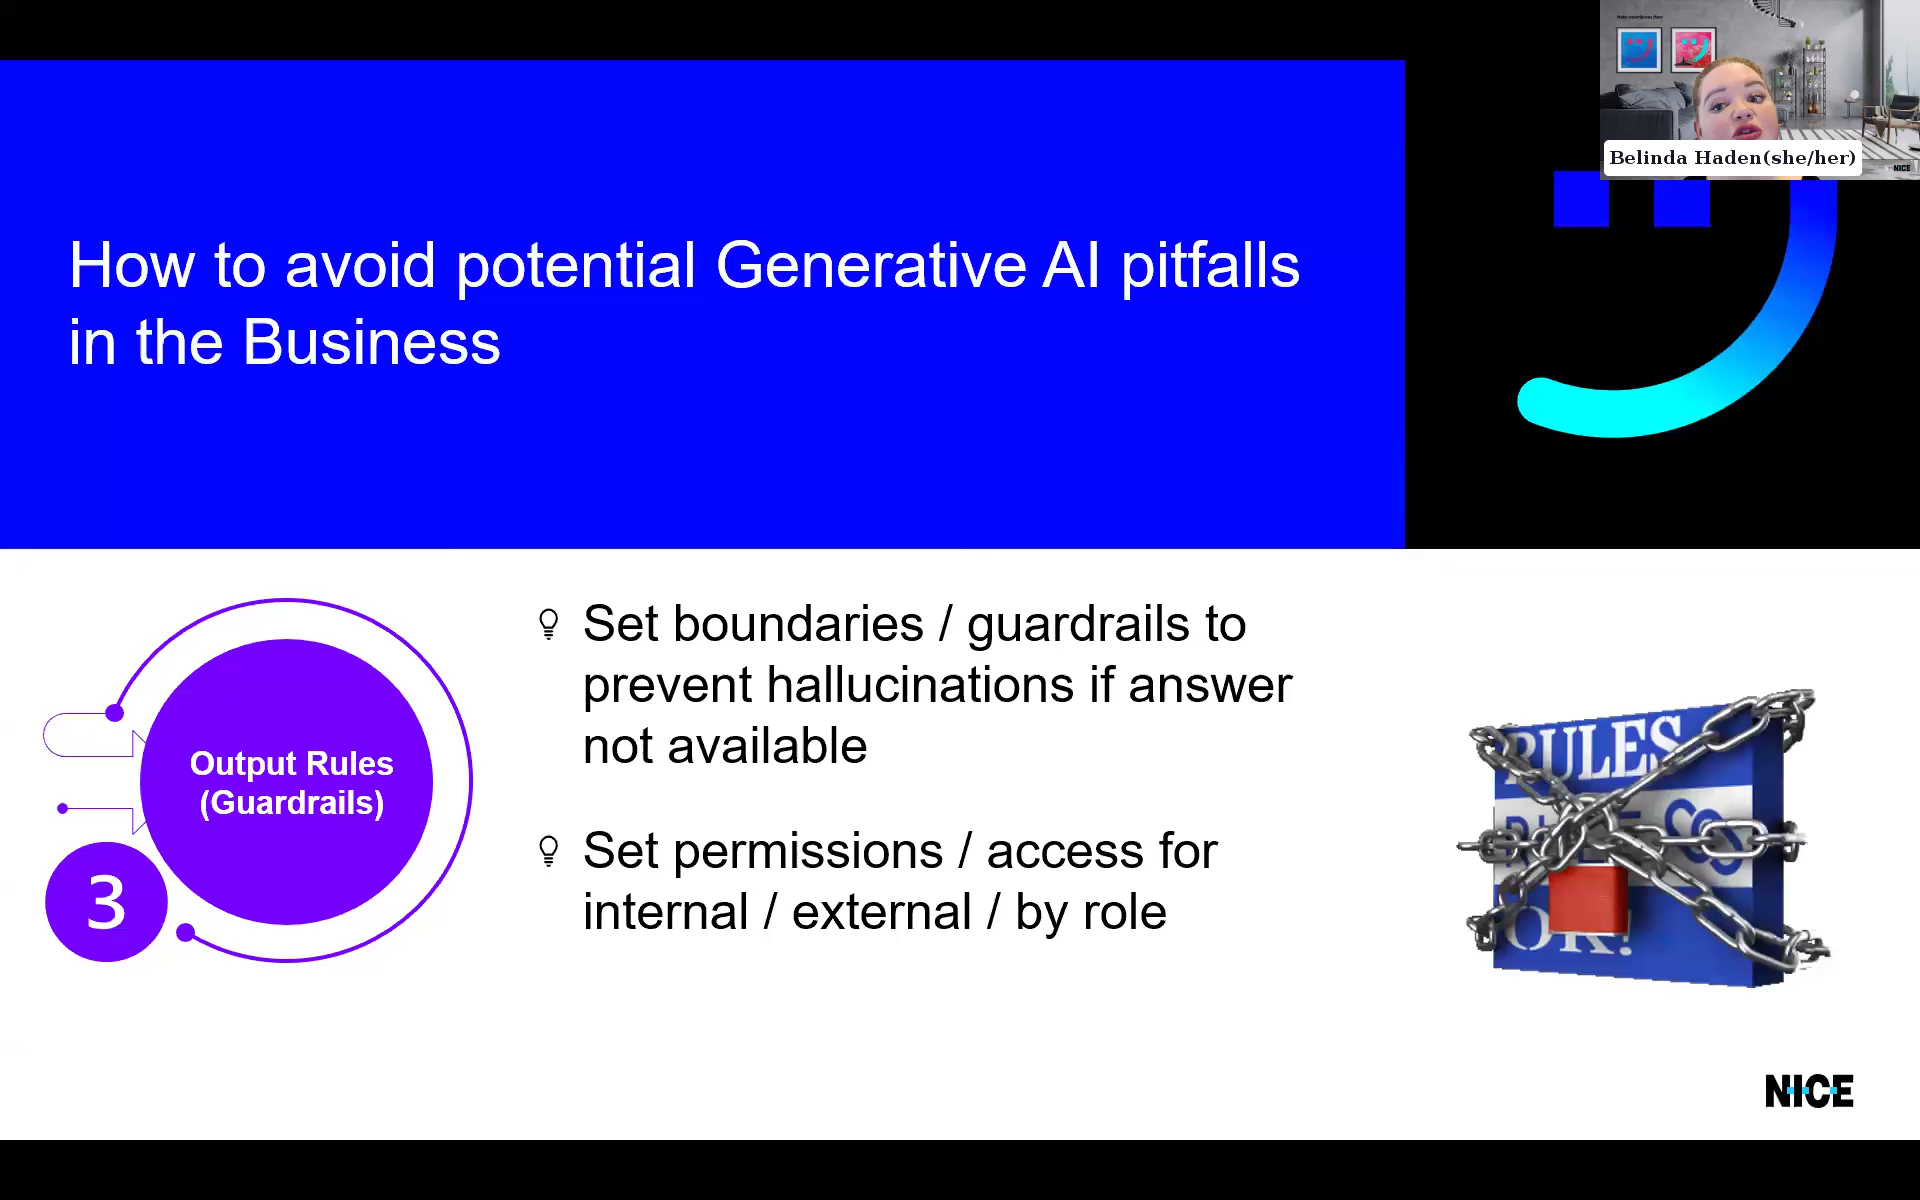 Belinda Haden(she/her)
NICE
How to avoid potential Generative AI pitfalls
in the Business
Output Rules
(Guardrails)
3
Set boundaries / guardrails to
prevent hallucinations if answer
not available
Set permissions / access for
internal / external / by role
RULES
OK!
NICE